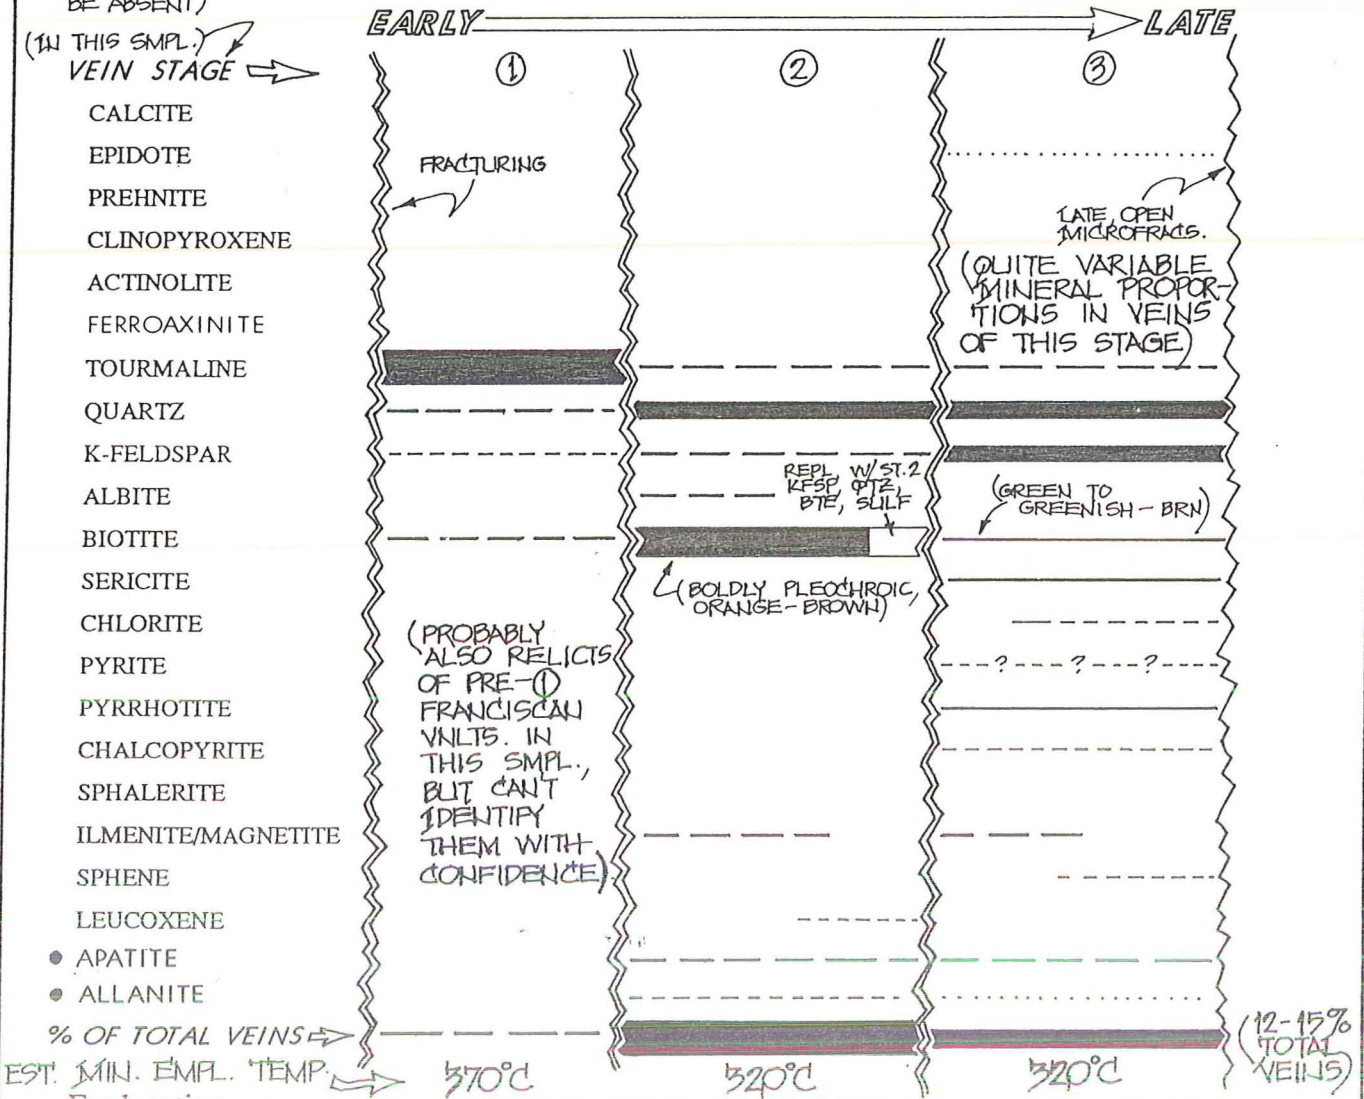 BE ABSENT)
(IN THIS SMPL.)
EARLY
LATE
VEIN STAGE
1
2
3
CALCITE
EPIDOTE
FRACTURING
PREHNITE
LATE, OPEN
MICROFRACS.
CLINOPYROXENE
(QUITE VARIABLE
MINERAL PROPOR-
TIONS IN VEINS
OF THIS STAGE)
ACTINOLITE
FERROAXINITE
TOURMALINE
QUARTZ
K-FELDSPAR
ALBITE
REPL. W/ST.2
KFSP, QTZ,
BTE, SULF
(GREEN TO
GREENISH-BRN)
BIOTITE
SERICITE
(BOLDLY PLEOCHROIC,
ORANGE-BROWN)
CHLORITE
(PROBABLY
ALSO RELICTS
OF PRE-1
FRANCISCAN
VNLTS. IN
THIS SMPL.,
BUT CAN'T
IDENTIFY
THEM WITH
CONFIDENCE)
PYRITE
? ? ?
PYRRHOTITE
CHALCOPYRITE
SPHALERITE
ILMENITE/MAGNETITE
SPHENE
LEUCOXENE
• APATITE
• ALLANITE
% OF TOTAL VEINS
(12-15%
TOTAL
VEINS)
EST. MIN. EMPL. TEMP.
370°C
320°C
320°C